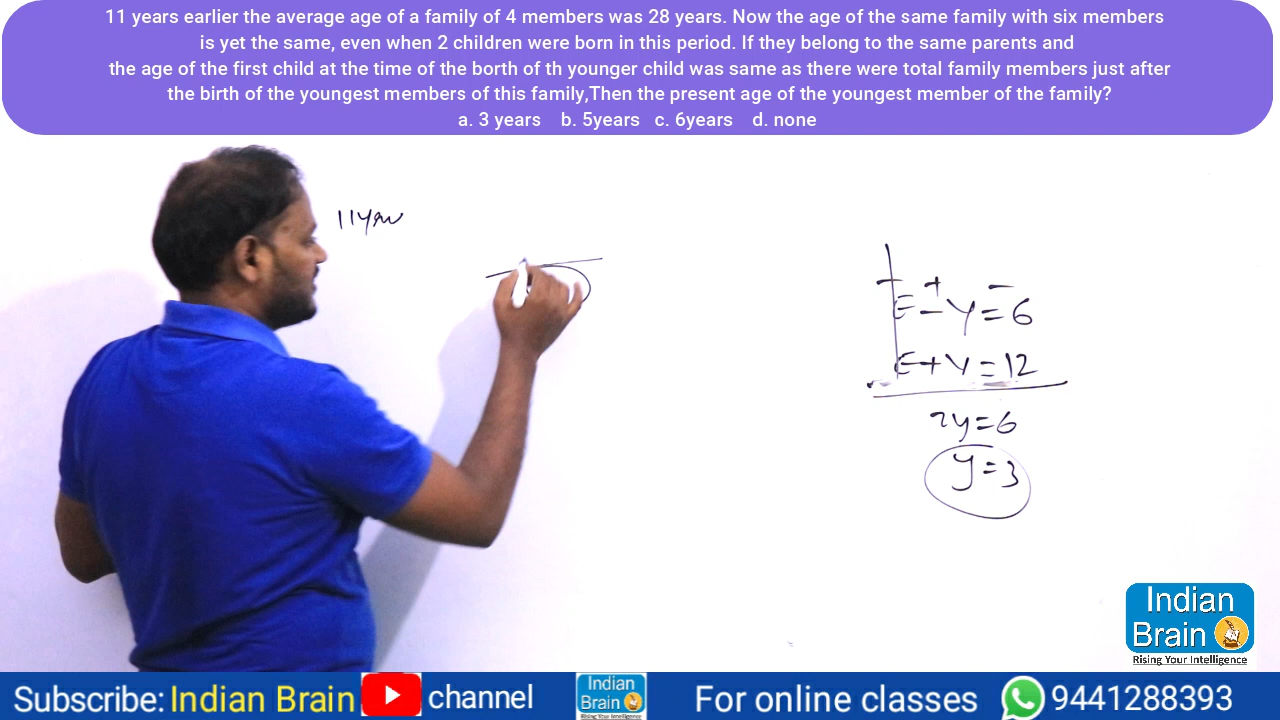 11 years earlier the average age of a family of 4 members was 28 years. Now the age of the same family with six members
is yet the same, even when 2 children were born in this period. If they belong to the same parents and
the age of the first child at the time of the borth of th younger child was same as there were total family members just after
the birth of the youngest members of this family,Then the present age of the youngest member of the family?
a. 3 years b. 5years c. 6years d. none
E - y = 6
E + y = 12
2y = 6
y = 3
Indian
Brain
Rising Your Intelligence
Subscribe: Indian Brain channel
Indian
Brain
Rising Your Intelligence
For online classes 9441288393